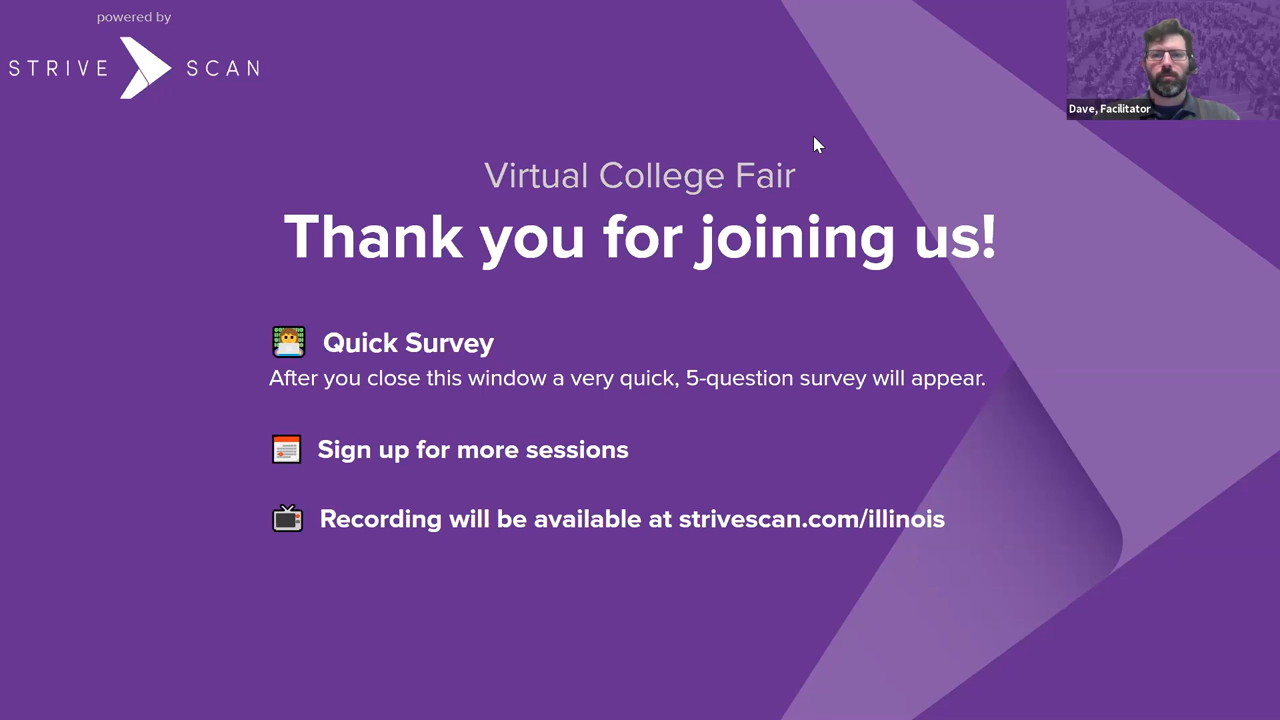 powered by
STRIVE SCAN
Dave, Facilitator
Virtual College Fair
Thank you for joining us!
Quick Survey
After you close this window a very quick, 5-question survey will appear.
Sign up for more sessions
Recording will be available at strivescan.com/illinois